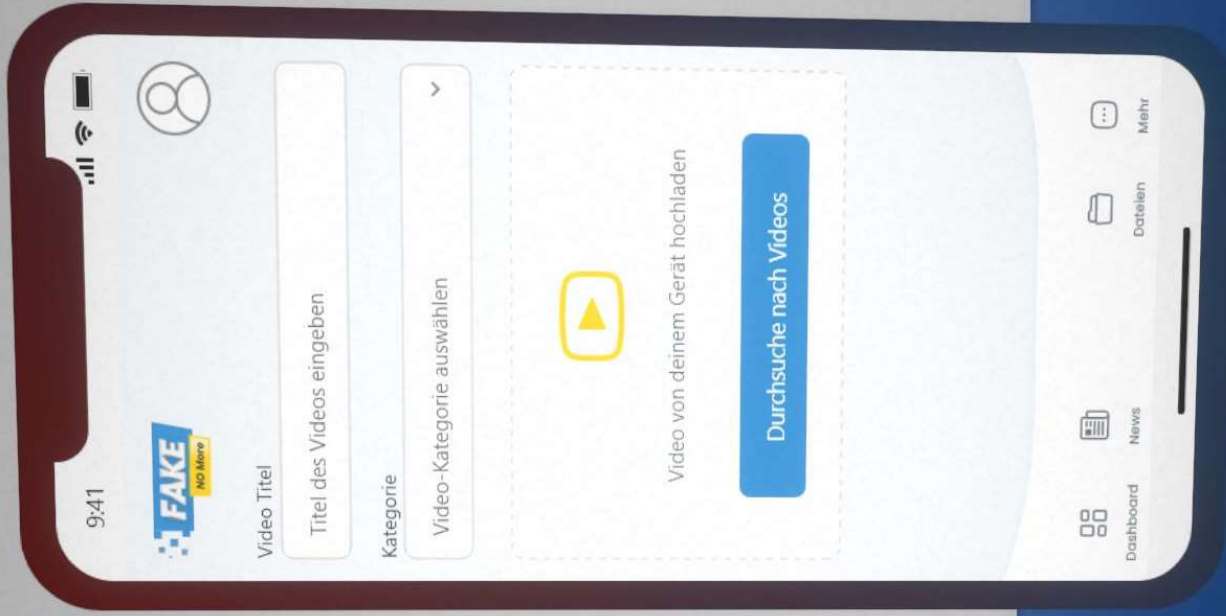 9:41
FAKE
NO More
Video Titel
Titel des Videos eingeben
Kategorie
Video-Kategorie auswählen
Video von deinem Gerät hochladen
Durchsuche nach Videos
Dashboard
News
Dateien
Mehr